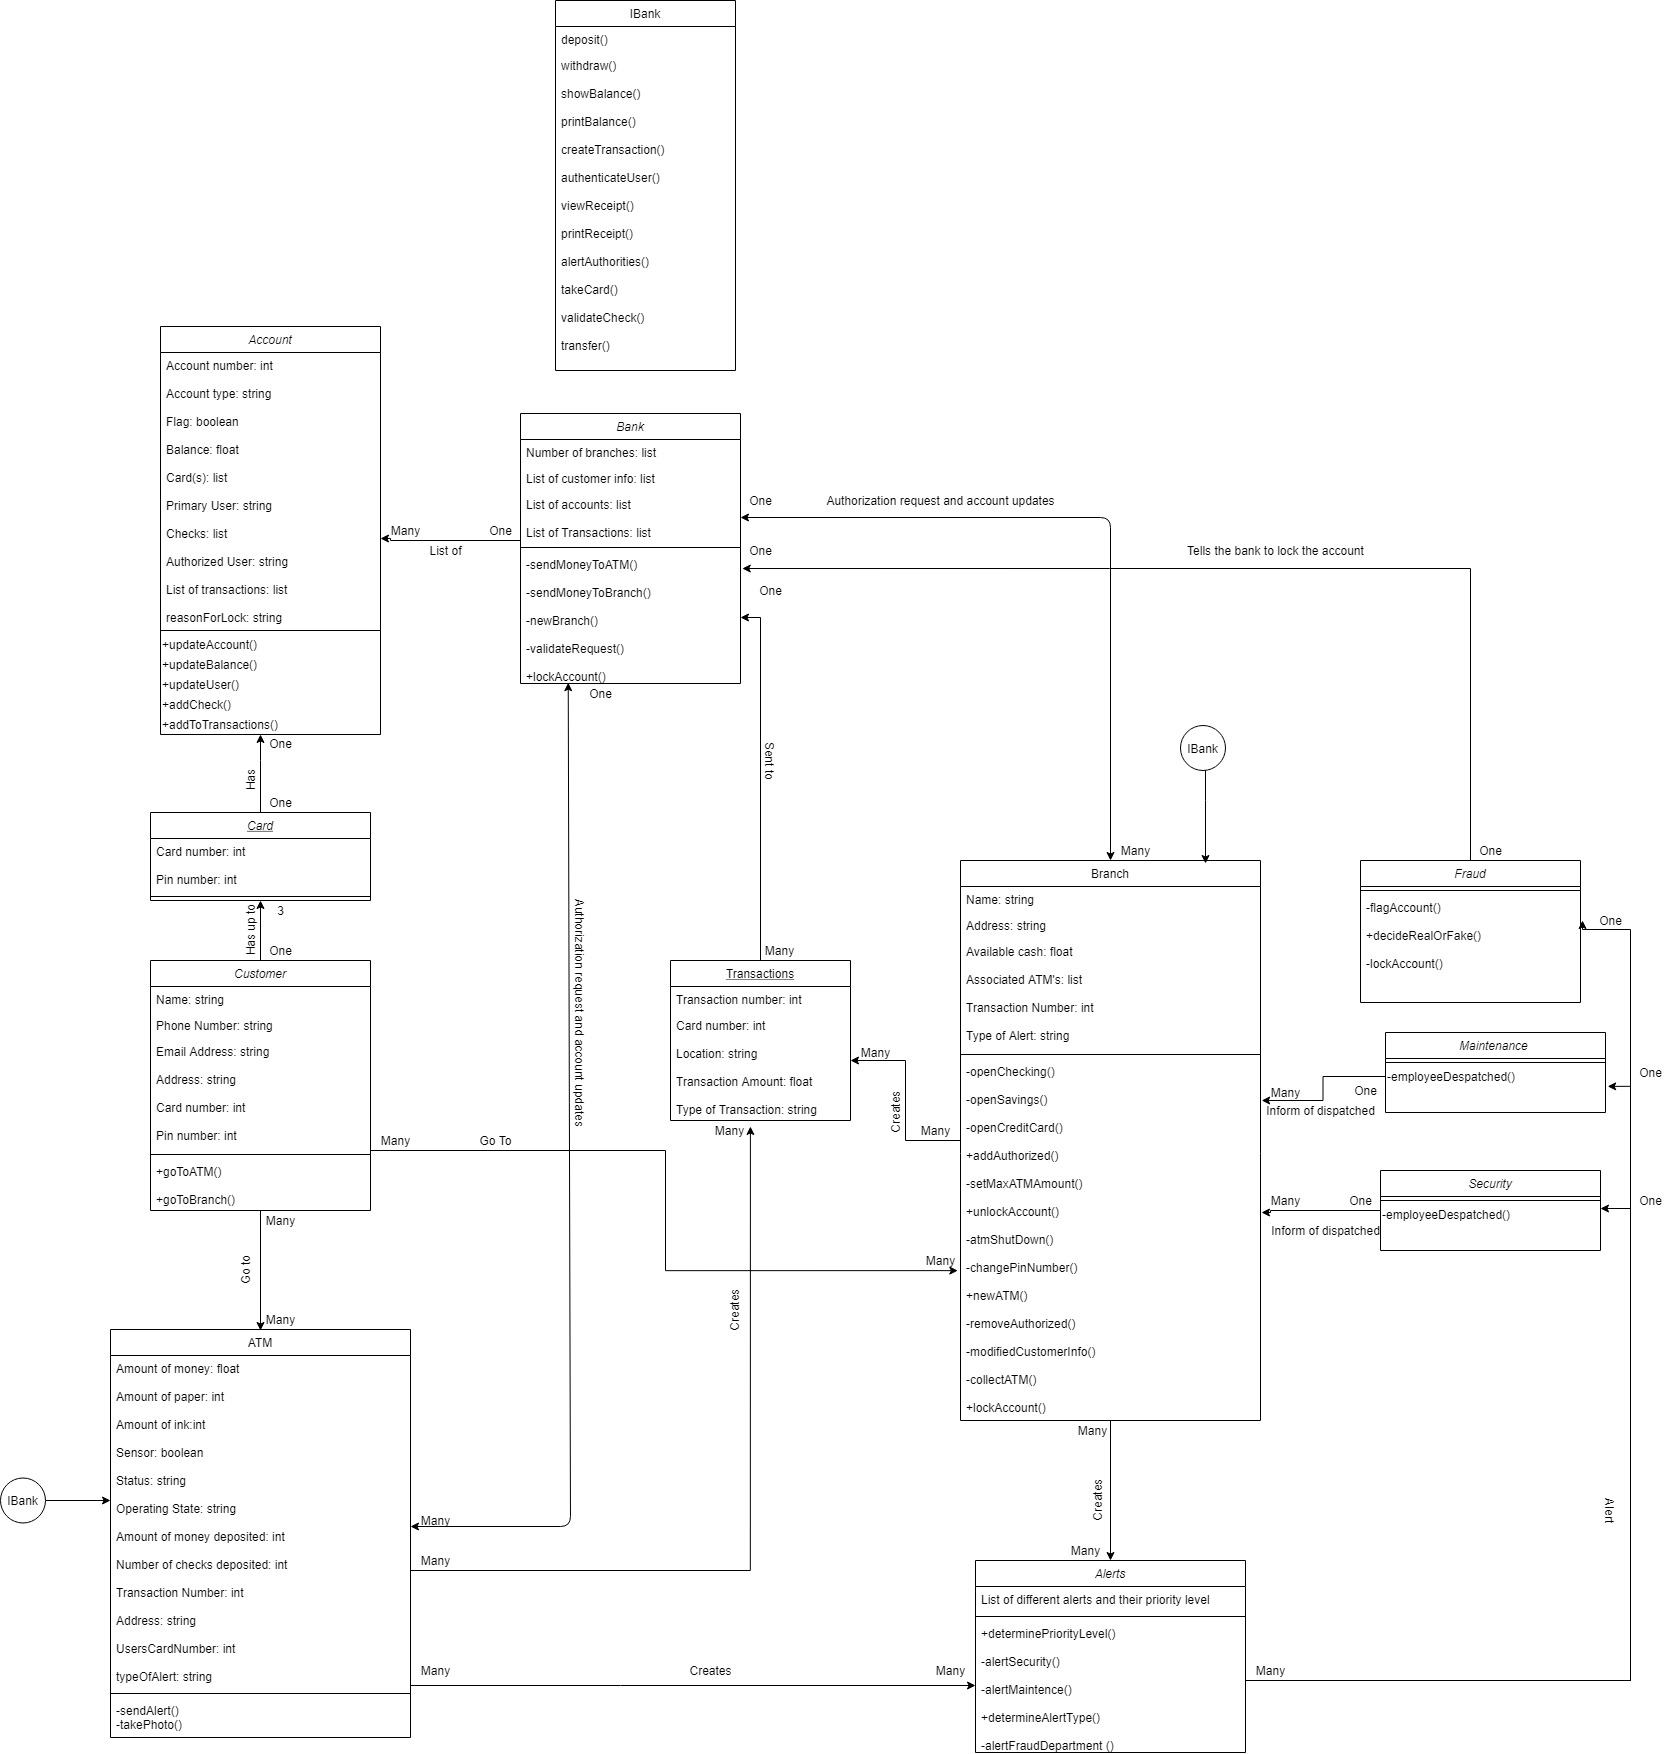 IBank
deposit()
withdraw()
showBalance()
printBalance()
createTransaction()
authenticateUser()
viewReceipt()
printReceipt()
alertAuthorities()
takeCard()
validateCheck()
transfer()
Account
Account number: int
Account type: string
Flag: boolean
Balance: float
Card(s): list
Primary User: string
Checks: list
Authorized User: string
List of transactions: list
reasonForLock: string
+updateAccount()
+updateBalance()
+updateUser()
+addCheck()
+addToTransactions()
Many
One
List of
Bank
Number of branches: list
List of customer info: list
List of accounts: list
List of Transactions: list
-sendMoneyToATM()
-sendMoneyToBranch()
-newBranch()
-validateRequest()
+lockAccount()
One
Authorization request and account updates
One
Tells the bank to lock the account
One
One
Sent to
IBank
One
Has
One
Card
Card number: int
Pin number: int
Has up to
3
One
Customer
Name: string
Phone Number: string
Email Address: string
Address: string
Card number: int
Pin number: int
+goToATM()
+goToBranch()
Many
Go To
Many
Many
Go to
Many
Authorization request and account updates
Many
Transactions
Transaction number: int
Card number: int
Location: string
Transaction Amount: float
Type of Transaction: string
Many
Many
Creates
Many
Creates
Many
Branch
Name: string
Address: string
Available cash: float
Associated ATM's: list
Transaction Number: int
Type of Alert: string
-openChecking()
-openSavings()
-openCreditCard()
+addAuthorized()
-setMaxATMAmount()
+unlockAccount()
-atmShutDown()
-changePinNumber()
+newATM()
-removeAuthorized()
-modifiedCustomerInfo()
-collectATM()
+lockAccount()
One
Fraud
-flagAccount()
+decideRealOrFake()
-lockAccount()
One
Maintenance
-employeeDespatched()
One
Many
One
Inform of dispatched
Security
-employeeDespatched()
One
Many
One
Inform of dispatched
IBank
ATM
Amount of money: float
Amount of paper: int
Amount of ink:int
Sensor: boolean
Status: string
Operating State: string
Amount of money deposited: int
Number of checks deposited: int
Transaction Number: int
Address: string
UsersCardNumber: int
typeOfAlert: string
-sendAlert()
-takePhoto()
Many
Many
Many
Creates
Many
Many
Creates
Many
Alerts
List of different alerts and their priority level
+determinePriorityLevel()
-alertSecurity()
-alertMaintence()
+determineAlertType()
-alertFraudDepartment ()
Many
Alert